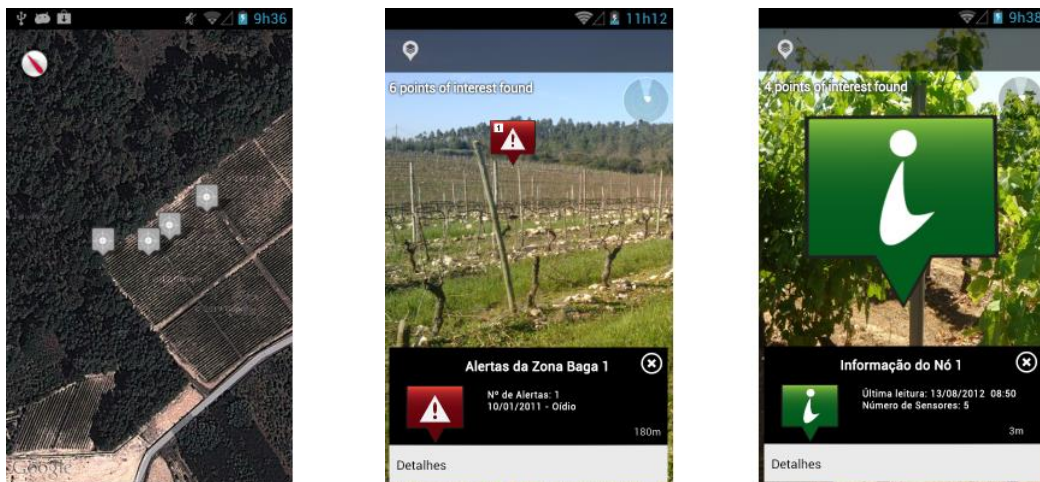 9h36
Google
11h12
6 points of interest found
1
Alertas da Zona Baga 1
Nº de Alertas: 1
10/01/2011 - Oídio
180m
Detalhes
9h38
4 points of interest found
Informação do Nó 1
Última leitura: 13/08/2012 08:50
Número de Sensores: 5
3m
Detalhes